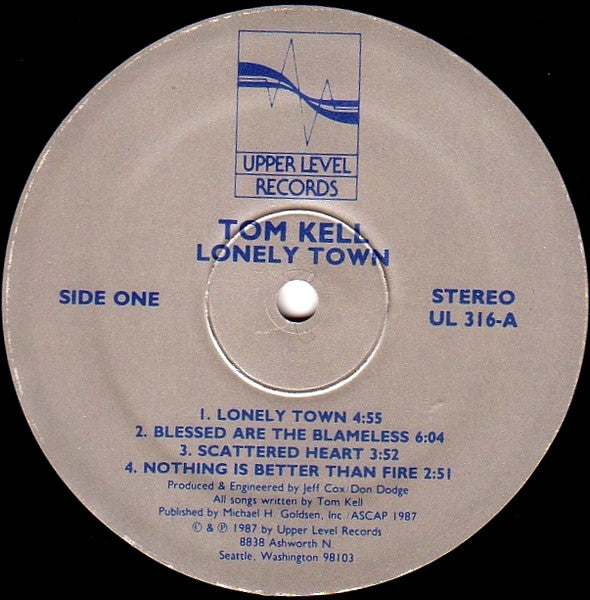 UPPER LEVEL
RECORDS
TOM KELL
LONELY TOWN
SIDE ONE
STEREO
UL 316-A
1. LONELY TOWN 4:55
2. BLESSED ARE THE BLAMELESS 6:04
3. SCATTERED HEART 3:52
4. NOTHING IS BETTER THAN FIRE 2:51
Produced & Engineered by Jeff Cox/Don Dodge
All songs written by Tom Kell
Published by Michael H. Goldsen, Inc./ASCAP 1987
© & ℗ 1987 by Upper Level Records
8838 Ashworth N.
Seattle, Washington 98103